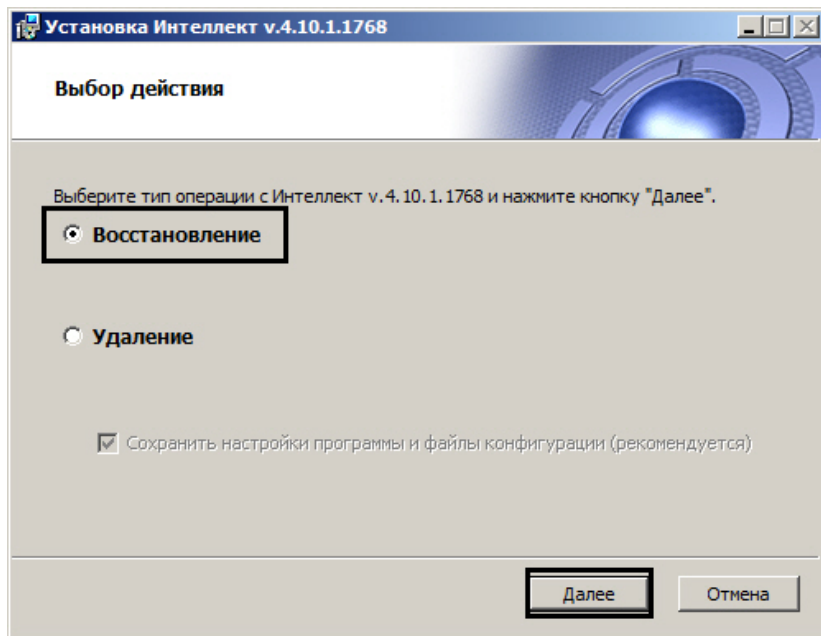 Установка Интеллект v.4.10.1.1768
Выбор действия
Выберите тип операции с Интеллект v.4.10.1.1768 и нажмите кнопку "Далее".
Восстановление
Удаление
Сохранить настройки программы и файлы конфигурации (рекомендуется)
Далее
Отмена